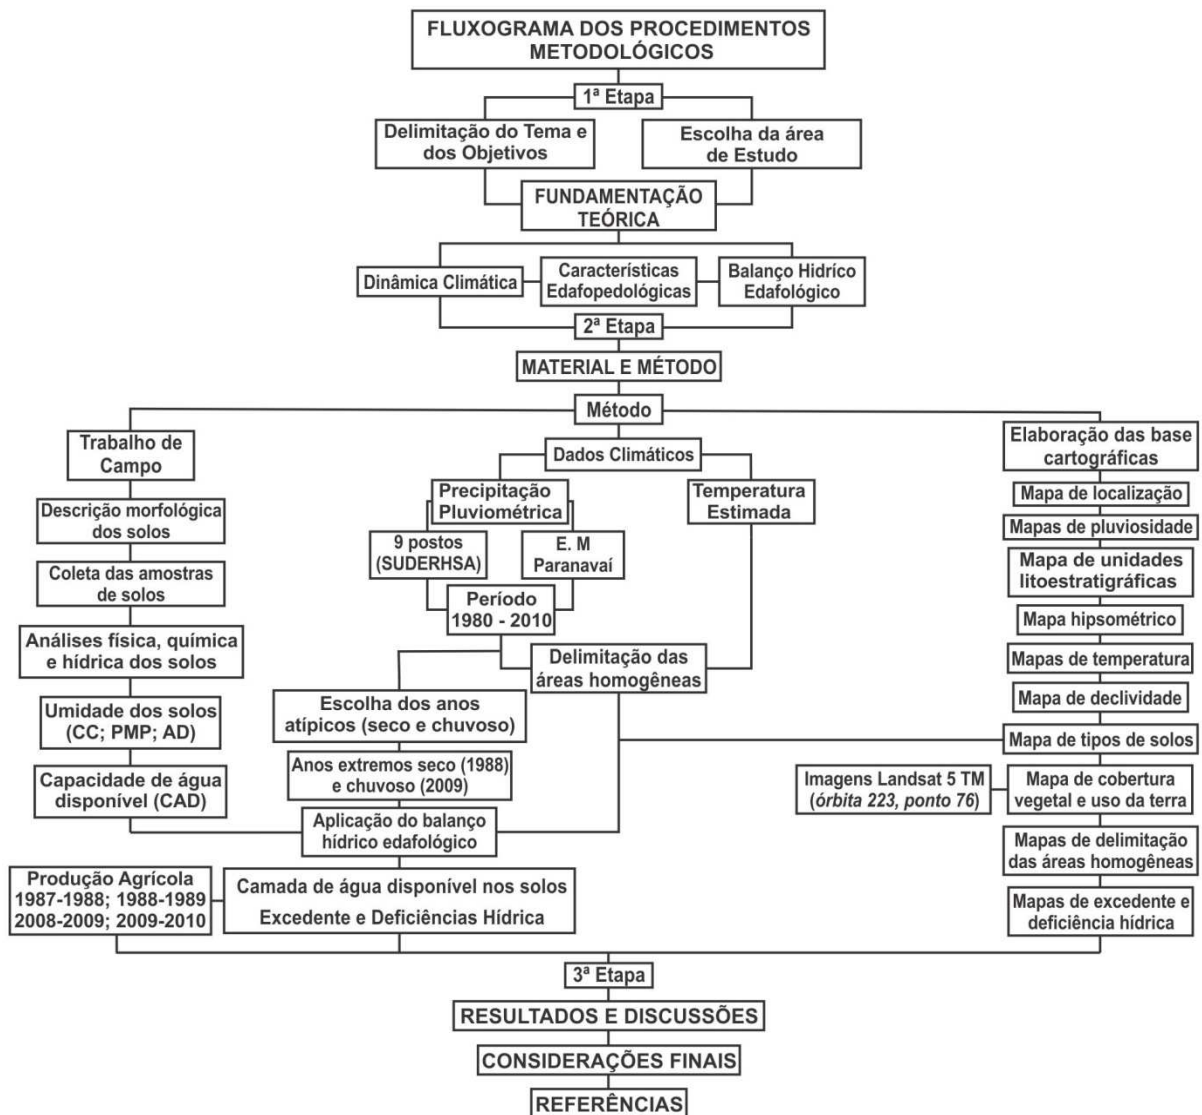 FLUXOGRAMA DOS PROCEDIMENTOS
METODOLÓGICOS
1ª Etapa
Delimitação do Tema e
dos Objetivos
Escolha da área
de Estudo
FUNDAMENTAÇÃO
TEÓRICA
Dinâmica Climática
Características
Edafopedológicas
Balanço Hidríco
Edafológico
2ª Etapa
MATERIAL E MÉTODO
Método
Trabalho de
Campo
Descrição morfológica
dos solos
Coleta das amostras
de solos
Análises física, química
e hídrica dos solos
Umidade dos solos
(CC; PMP; AD)
Capacidade de água
disponível (CAD)
Dados Climáticos
Precipitação
Pluviométrica
Temperatura
Estimada
9 postos
(SUDERHSA)
E. M
Paranavaí
Período
1980 - 2010
Delimitação das
áreas homogêneas
Escolha dos anos
atípicos (seco e chuvoso)
Anos extremos seco (1988)
e chuvoso (2009)
Aplicação do balanço
hídrico edafológico
Produção Agrícola
1987-1988; 1988-1989
2008-2009; 2009-2010
Camada de água disponível nos solos
Excedente e Deficiências Hídrica
Elaboração das base
cartográficas
Mapa de localização
Mapas de pluviosidade
Mapa de unidades
litoestratigráficas
Mapa hipsométrico
Mapas de temperatura
Mapa de declividade
Mapa de tipos de solos
Imagens Landsat 5 TM
(órbita 223, ponto 76)
Mapa de cobertura
vegetal e uso da terra
Mapas de delimitação
das áreas homogêneas
Mapas de excedente e
deficiência hídrica
3ª Etapa
RESULTADOS E DISCUSSÕES
CONSIDERAÇÕES FINAIS
REFERÊNCIAS